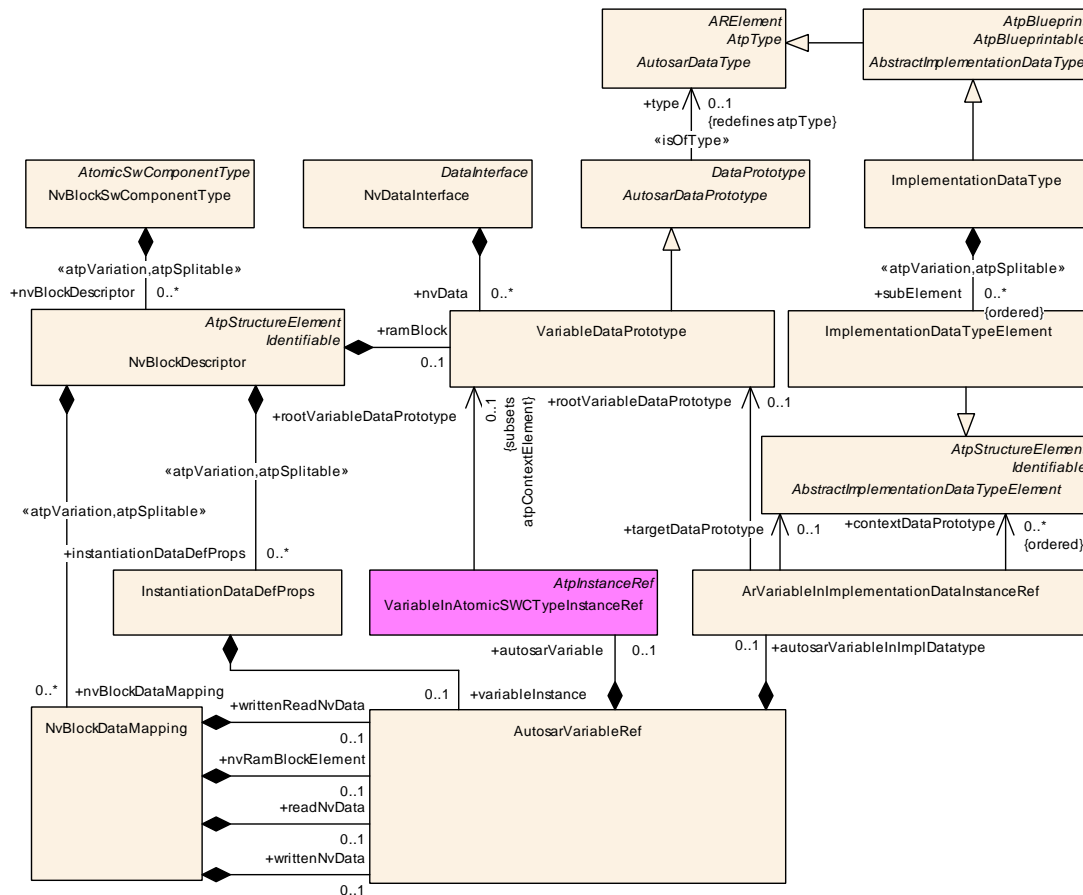 ARElement
AtpType
AutosarDataType
AtpBlueprint
AtpBlueprintable
AbstractImplementationDataType
+type
0..1
{redefines atpType}
«isOfType»
AtomicSwComponentType
NvBlockSwComponentType
DataInterface
NvDataInterface
DataPrototype
AutosarDataPrototype
ImplementationDataType
«atpVariation,atpSplitable»
+nvBlockDescriptor
0..*
+nvData
0..*
«atpVariation,atpSplitable»
+subElement
0..*
{ordered}
AtpStructureElement
Identifiable
NvBlockDescriptor
+ramBlock
0..1
VariableDataPrototype
ImplementationDataTypeElement
+rootVariableDataPrototype
0..1
{subsets
atpContextElement}
+rootVariableDataPrototype
0..1
AtpStructureElement
Identifiable
AbstractImplementationDataTypeElement
«atpVariation,atpSplitable»
«atpVariation,atpSplitable»
+targetDataPrototype
0..1
+contextDataPrototype
0..*
{ordered}
+instantiationDataDefProps
0..*
InstantiationDataDefProps
AtpInstanceRef
VariableInAtomicSWCTypeInstanceRef
ArVariableInImplementationDataInstanceRef
+autosarVariable
0..1
0..1
+autosarVariableInImplDatatype
0..*
+nvBlockDataMapping
0..1
+variableInstance
NvBlockDataMapping
+writtenReadNvData
0..1
AutosarVariableRef
+nvRamBlockElement
0..1
+readNvData
0..1
+writtenNvData
0..1